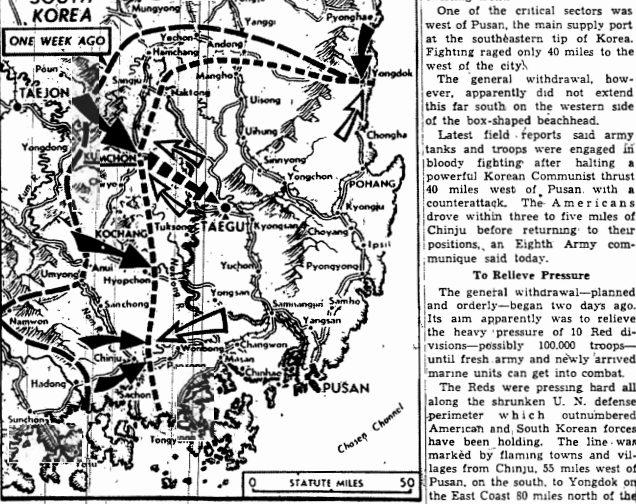 SOUTH
KOREA
ONE WEEK AGO
Mungyong
Yechon
Hamchang
Andong
Yanggi
Pyonghae
Yongdok
Poun
Sangju
Mangho
Naktong
Uisong
TAEJON
Uihung
Chongha
Yongdong
KUMCHON
Sinnyong
Yongchon
POHANG
Kum R.
TAEGU
Kyongju
KOCHANG
Tuksong
Kyongsan
Choyang
Ipsil
Umyong
Anui
Hyopchon
Naktong R.
Yuchon
Pyongyong
Sanchong
Yongsan
Samnangjin
Samho
Namwon
Nam R.
Yangsan
Chinju
Wonbong
Changwon
Masan
Chinhae
Hadong
Sachon
PUSAN
Sunchon
Tongy
Chosen Channel
0 STATUTE MILES 50
One of the critical sectors was
west of Pusan, the main supply port
at the southeastern tip of Korea.
Fighting raged only 40 miles to the
west of the city.
The general withdrawal, how-
ever, apparently did not extend
this far south on the western side
of the box-shaped beachhead.
Latest field reports said army
tanks and troops were engaged in
bloody fighting after halting a
powerful Korean Communist thrust
40 miles west of Pusan with a
counterattack. The Americans
drove within three to five miles of
Chinju before returning to their
positions, an Eighth Army com-
munique said today.
To Relieve Pressure
The general withdrawal—planned
and orderly—began two days ago.
Its aim apparently was to relieve
the heavy pressure of 10 Red di-
visions—possibly 100,000 troops—
until fresh army and newly arrived
marine units can get into combat.
The Reds were pressing hard all
along the shrunken U. N. defense
perimeter which outnumbered
American and South Korean forces
have been holding. The line was
marked by flaming towns and vil-
lages from Chinju, 55 miles west of
Pusan, on the south, to Yongdok on
the East Coast 80 miles north of the